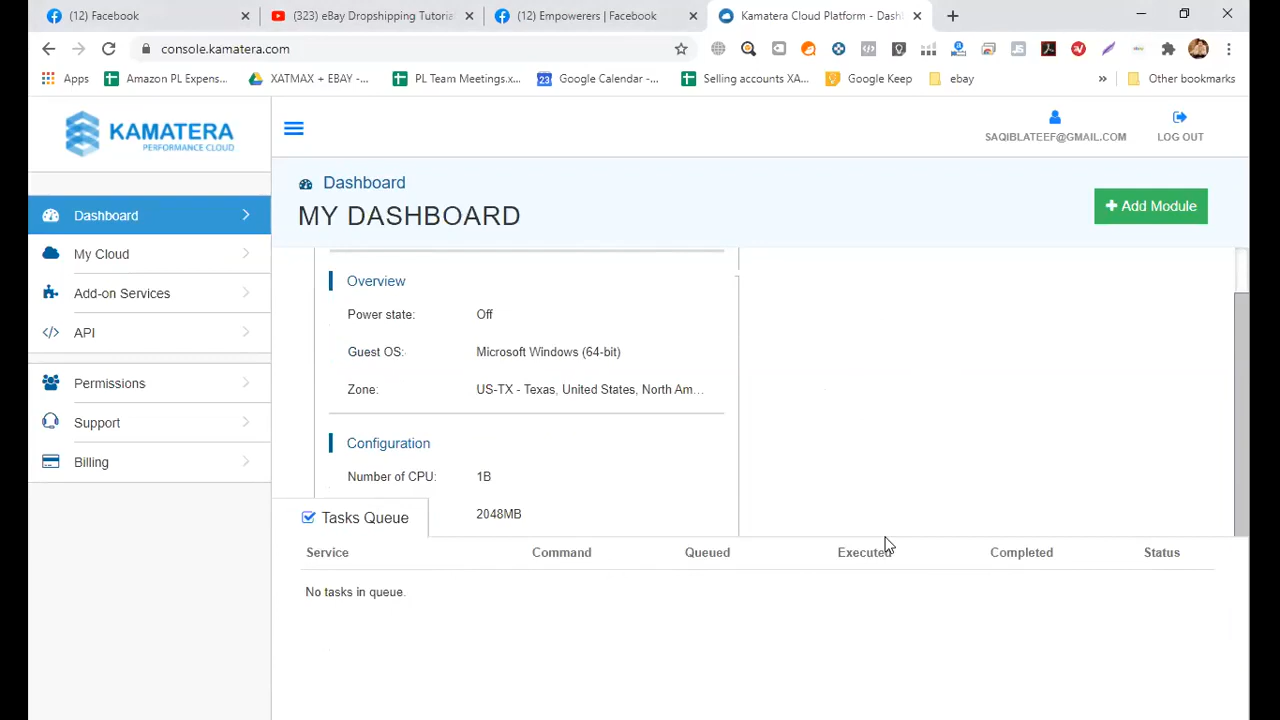 (12) Facebook
(323) eBay Dropshipping Tutoria
(12) Empowerers | Facebook
Kamatera Cloud Platform - Dash
console.kamatera.com
Apps
Amazon PL Expens...
XATMAX + EBAY -...
PL Team Meetings.x...
Google Calendar -...
Selling accounts XA...
Google Keep
ebay
Other bookmarks
KAMATERA
PERFORMANCE CLOUD
SAQIBLATEEF@GMAIL.COM
LOG OUT
Dashboard
MY DASHBOARD
Add Module
Dashboard
My Cloud
Add-on Services
API
Permissions
Support
Billing
Overview
Power state: Off
Guest OS: Microsoft Windows (64-bit)
Zone: US-TX - Texas, United States, North Am...
Configuration
Number of CPU: 1B
2048MB
Tasks Queue
Service Command Queued Executed Completed Status
No tasks in queue.